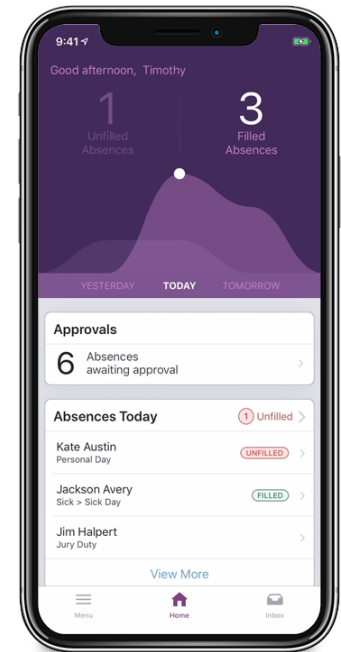 9:41
Good afternoon, Timothy
1
Unfilled
Absences
3
Filled
Absences
YESTERDAY TODAY TOMORROW
Approvals
6 Absences
awaiting approval
Absences Today 1 Unfilled
Kate Austin
Personal Day
UNFILLED
Jackson Avery
Sick > Sick Day
FILLED
Jim Halpert
Jury Duty
View More
Menu Home Inbox